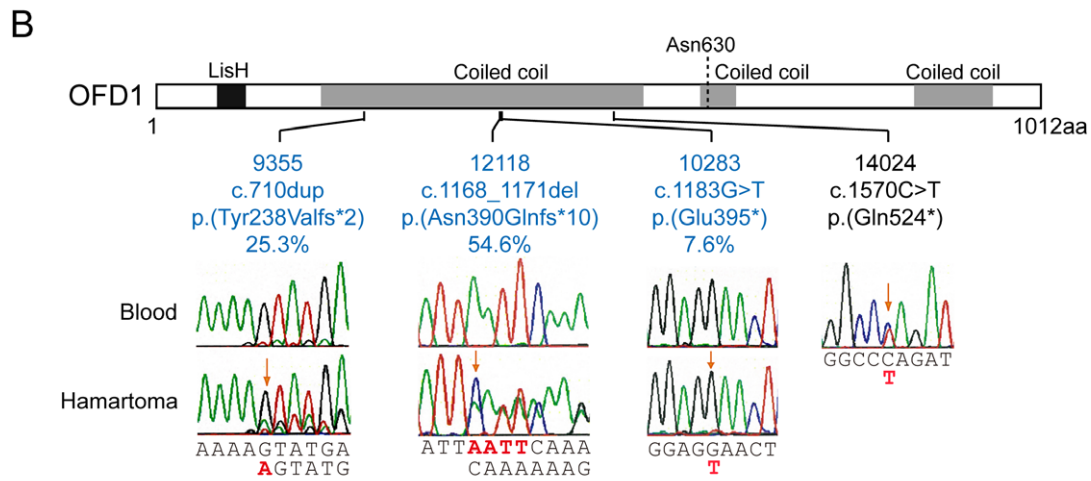 B
Asn630
LisH
Coiled coil
Coiled coil
Coiled coil
OFD1
1
1012aa
9355
c.710dup
p.(Tyr238Valfs*2)
25.3%
12118
c.1168_1171del
p.(Asn390Glnfs*10)
54.6%
10283
c.1183G>T
p.(Glu395*)
7.6%
14024
c.1570C>T
p.(Gln524*)
Blood
GGCCCAGAT
T
Hamartoma
AAAAGTATGA
AGTATG
ATTAATTCAAA
CAAAAAAG
GGAGGAACT
T